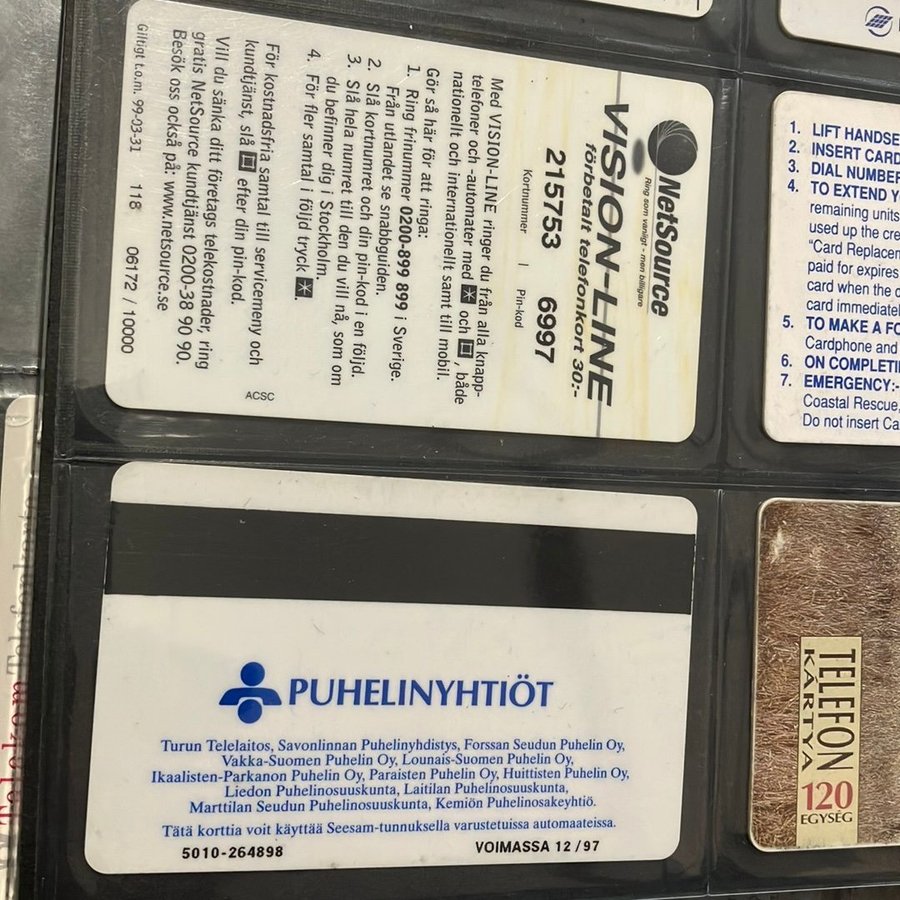 NetSource
Ring som vanligt - men billigare
VISION-LINE
förbetalt telefonkort 30:-
215753 | 6997
Kortnummer | Pin-kod
Med VISION-LINE ringer du från alla knapp-
telefoner och -automater med och , både
nationellt och internationellt samt till mobil.
Gör så här för att ringa:
1. Ring frinummer 0200-899 899 i Sverige.
Från utlandet se snabbguiden.
2. Slå kortnumret och din pin-kod i en följd.
3. Slå hela numret till den du vill nå, som om
du befinner dig i Stockholm.
4. För fler samtal i följd tryck .
För kostnadsfria samtal till servicemeny och
kundtjänst, slå efter din pin-kod.
Vill du sänka ditt företags telekostnader, ring
gratis NetSource kundtjänst 0200-38 90 90.
Besök oss också på: www.netsource.se
Giltigt t.o.m. 99-03-31 118 06172 / 10000
ACSC
1. LIFT HANDSE
2. INSERT CARD
3. DIAL NUMBER
4. TO EXTEND Y
remaining units
used up the cre
"Card Replacem
paid for expires
card when the c
card immediatel
5. TO MAKE A FO
Cardphone and
6. ON COMPLETI
7. EMERGENCY:-
Coastal Rescue,
Do not insert Ca
PUHELINYHTIÖT
Turun Telelaitos, Savonlinnan Puhelinyhdistys, Forssan Seudun Puhelin Oy,
Vakka-Suomen Puhelin Oy, Lounais-Suomen Puhelin Oy,
Ikaalisten-Parkanon Puhelin Oy, Paraisten Puhelin Oy, Huittisten Puhelin Oy,
Liedon Puhelinosuuskunta, Laitilan Puhelinosuuskunta,
Marttilan Seudun Puhelinosuuskunta, Kemiön Puhelinosakeyhtiö.
Tätä korttia voit käyttää Seesam-tunnuksella varustetuissa automaateissa.
5010-264898 VOIMASSA 12/97
TELEFON
KÁRTYA
120
EGYSÉG
Telekom Telefonkarte